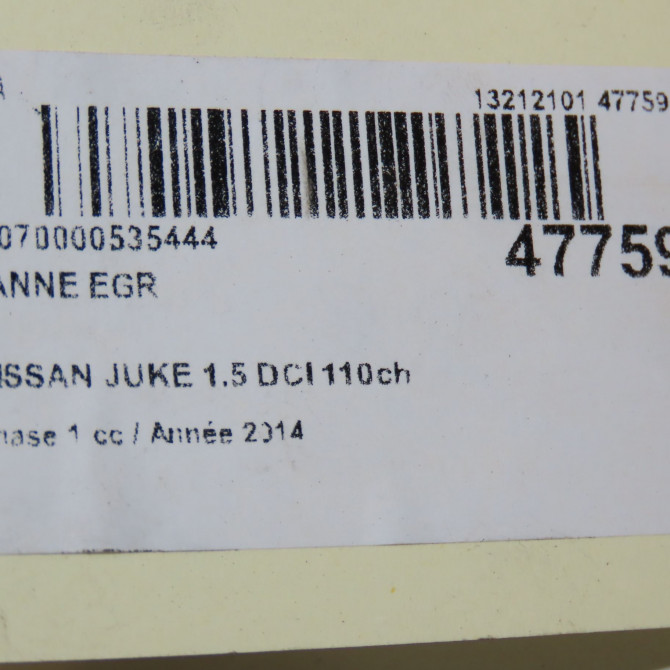 13212101 47759
070000535444
47759
ANNE EGR
ISSAN JUKE 1.5 DCI 110ch
hase 1 cc / Année 2014